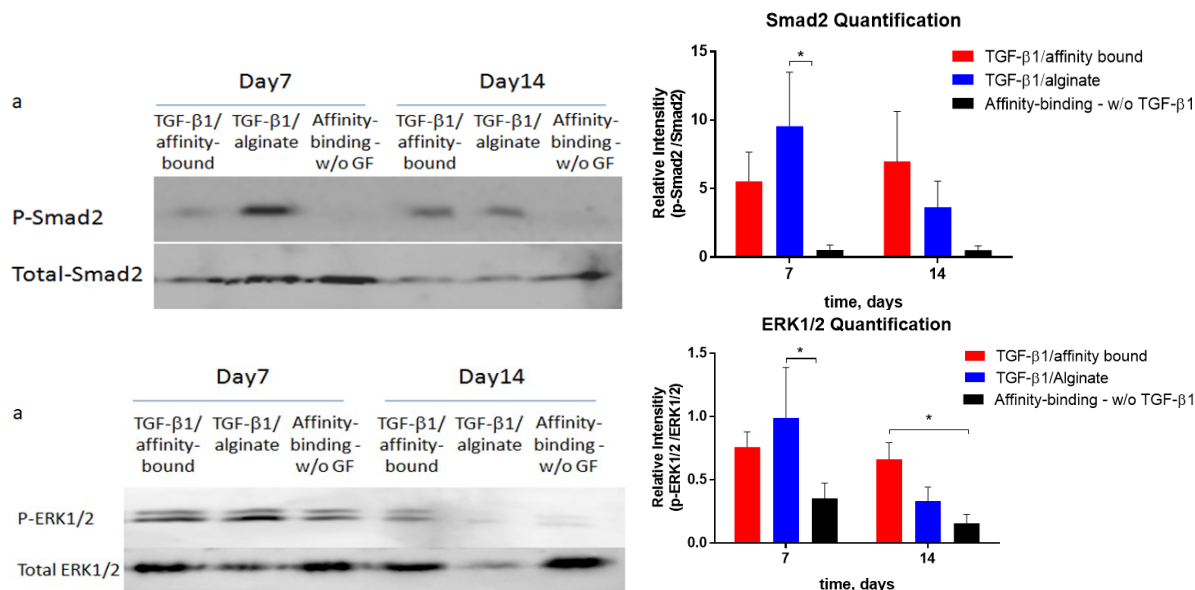 a
Day7
Day14
TGF-β1/
affinity-
bound
TGF-β1/
alginate
Affinity-
binding -
w/o GF
TGF-β1/
affinity-
bound
TGF-β1/
alginate
Affinity-
binding -
w/o GF
P-Smad2
Total-Smad2
Smad2 Quantification
Relative Intensitiy
(p-Smad2 /Smad2)
15
10
5
0
*
7
14
time, days
TGF-β1/affinity bound
TGF-β1/alginate
Affinity-binding - w/o TGF-β1
a
Day7
Day14
TGF-β1/
affinity-
bound
TGF-β1/
alginate
Affinity-
binding -
w/o GF
TGF-β1/
affinity-
bound
TGF-β1/
alginate
Affinity-
binding -
w/o GF
P-ERK1/2
Total ERK1/2
ERK1/2 Quantification
Relative Intensitiy
(p-ERK1/2 /ERK1/2)
1.5
1.0
0.5
0.0
*
*
7
14
time, days
TGF-β1/affinity bound
TGF-β1/Alginate
Affinity-binding - w/o TGF-β1